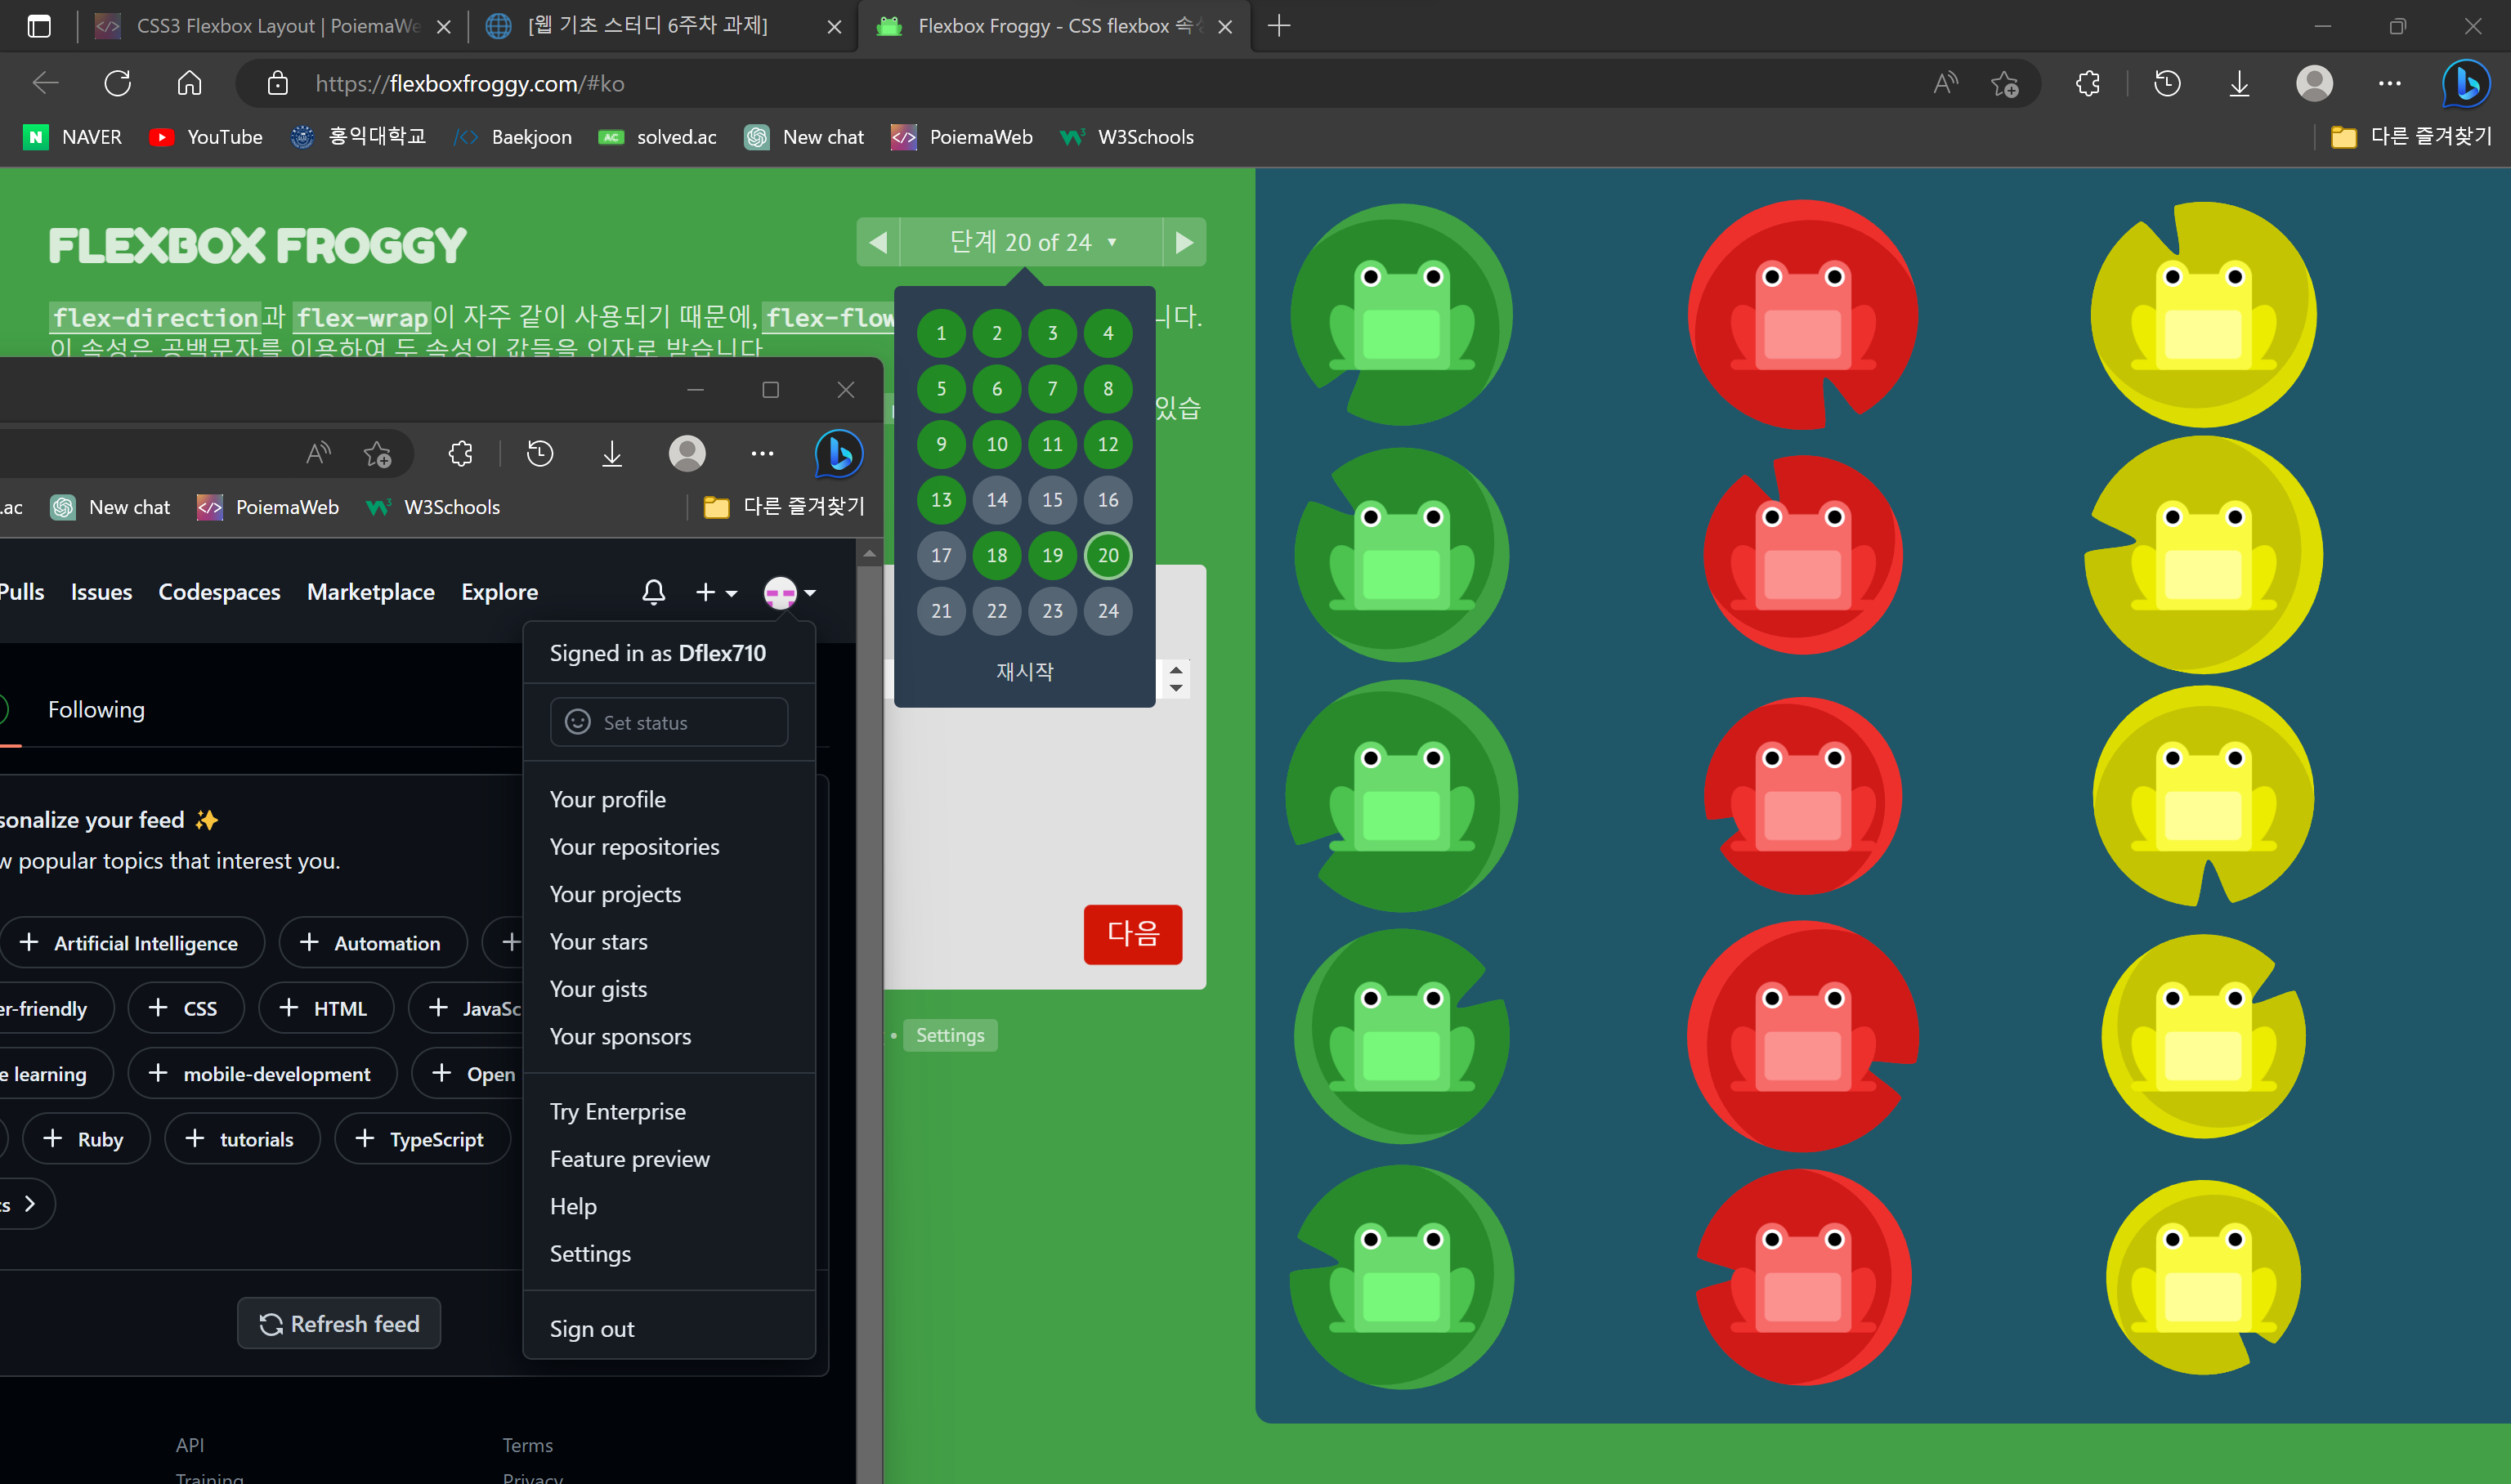 CSS3 Flexbox Layout | PoiemaWe
[웹 기초 스터디 6주차 과제]
Flexbox Froggy - CSS flexbox 속
https://flexboxfroggy.com/#ko
NAVER
YouTube
홍익대학교
Baekjoon
solved.ac
New chat
PoiemaWeb
W3Schools
다른 즐겨찾기
FLEXBOX FROGGY
단계 20 of 24
flex-direction과 flex-wrap이 자주 같이 사용되기 때문에, flex-flow
니다.
이 속성은 공백문자를 이용하여 두 속성의 값들을 인자로 받습니다
있습
1 2 3 4
5 6 7 8
9 10 11 12
13 14 15 16
17 18 19 20
21 22 23 24
재시작
다음
Settings
.ac
New chat
PoiemaWeb
W3Schools
다른 즐겨찾기
Pulls
Issues
Codespaces
Marketplace
Explore
Signed in as Dflex710
Set status
Your profile
Your repositories
Your projects
Your stars
Your gists
Your sponsors
Try Enterprise
Feature preview
Help
Settings
Sign out
Following
sonalize your feed ✨
w popular topics that interest you.
Artificial Intelligence
Automation
er-friendly
CSS
HTML
JavaSc
e learning
mobile-development
Open
Ruby
tutorials
TypeScript
cs
Refresh feed
API
Terms
Training
Privacy